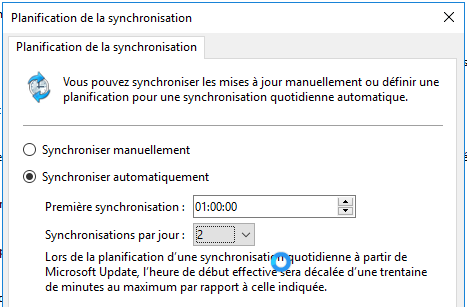 Planification de la synchronisation
Planification de la synchronisation
Vous pouvez synchroniser les mises à jour manuellement ou définir une
planification pour une synchronisation quotidienne automatique.
Synchroniser manuellement
Synchroniser automatiquement
Première synchronisation :
01:00:00
Synchronisations par jour :
2
Lors de la planification d'une synchronisation quotidienne à partir de
Microsoft Update, l'heure de début effective sera décalée d'une trentaine
de minutes au maximum par rapport à celle indiquée.